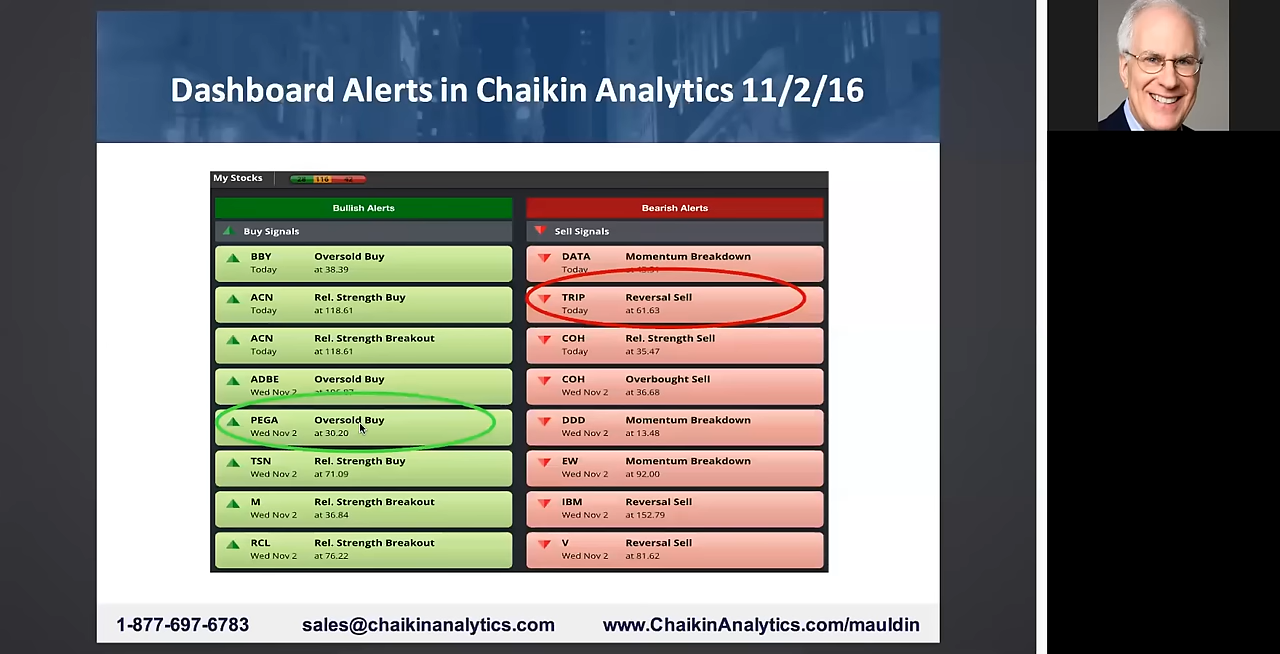 Dashboard Alerts in Chaikin Analytics 11/2/16
My Stocks
116
Bullish Alerts
Buy Signals
BBY Oversold Buy
Today at 38.39
ACN Rel. Strength Buy
Today at 118.61
ACN Rel. Strength Breakout
Today at 118.61
ADBE Oversold Buy
Wed Nov 2 at
PEGA Oversold Buy
Wed Nov 2 at 30.20
TSN Rel. Strength Buy
Wed Nov 2 at 71.09
M Rel. Strength Breakout
Wed Nov 2 at 36.84
RCL Rel. Strength Breakout
Wed Nov 2 at 76.22
Bearish Alerts
Sell Signals
DATA Momentum Breakdown
Today at
TRIP Reversal Sell
Today at 61.63
COH Rel. Strength Sell
Today at 35.47
COH Overbought Sell
Wed Nov 2 at 36.68
DDD Momentum Breakdown
Wed Nov 2 at 13.48
EW Momentum Breakdown
Wed Nov 2 at 92.00
IBM Reversal Sell
Wed Nov 2 at 152.79
V Reversal Sell
Wed Nov 2 at 81.62
1-877-697-6783 sales@chaikinanalytics.com www.ChaikinAnalytics.com/mauldin